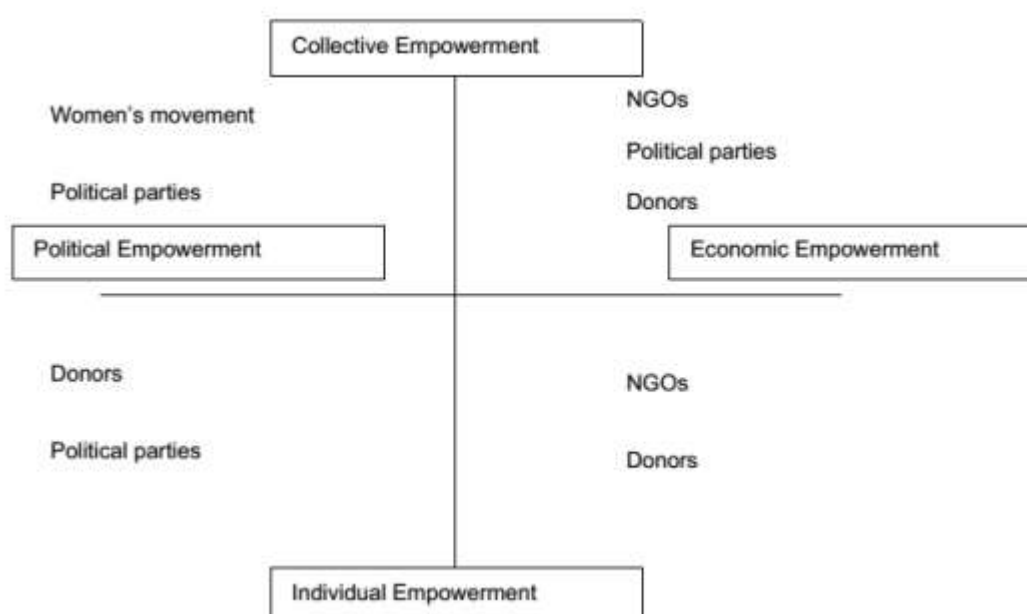 Collective Empowerment
Women's movement
NGOs
Political parties
Political parties
Donors
Political Empowerment
Economic Empowerment
Donors
NGOs
Political parties
Donors
Individual Empowerment